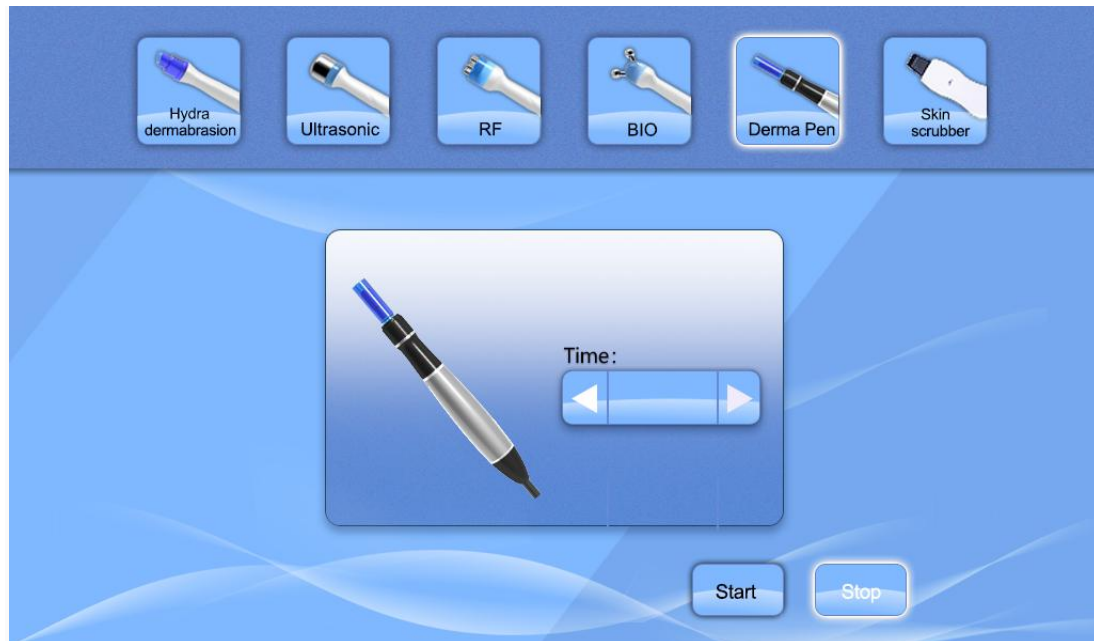 Hydra
dermabrasion
Ultrasonic
RF
BIO
Derma Pen
Skin
scrubber
Time:
Start
Stop